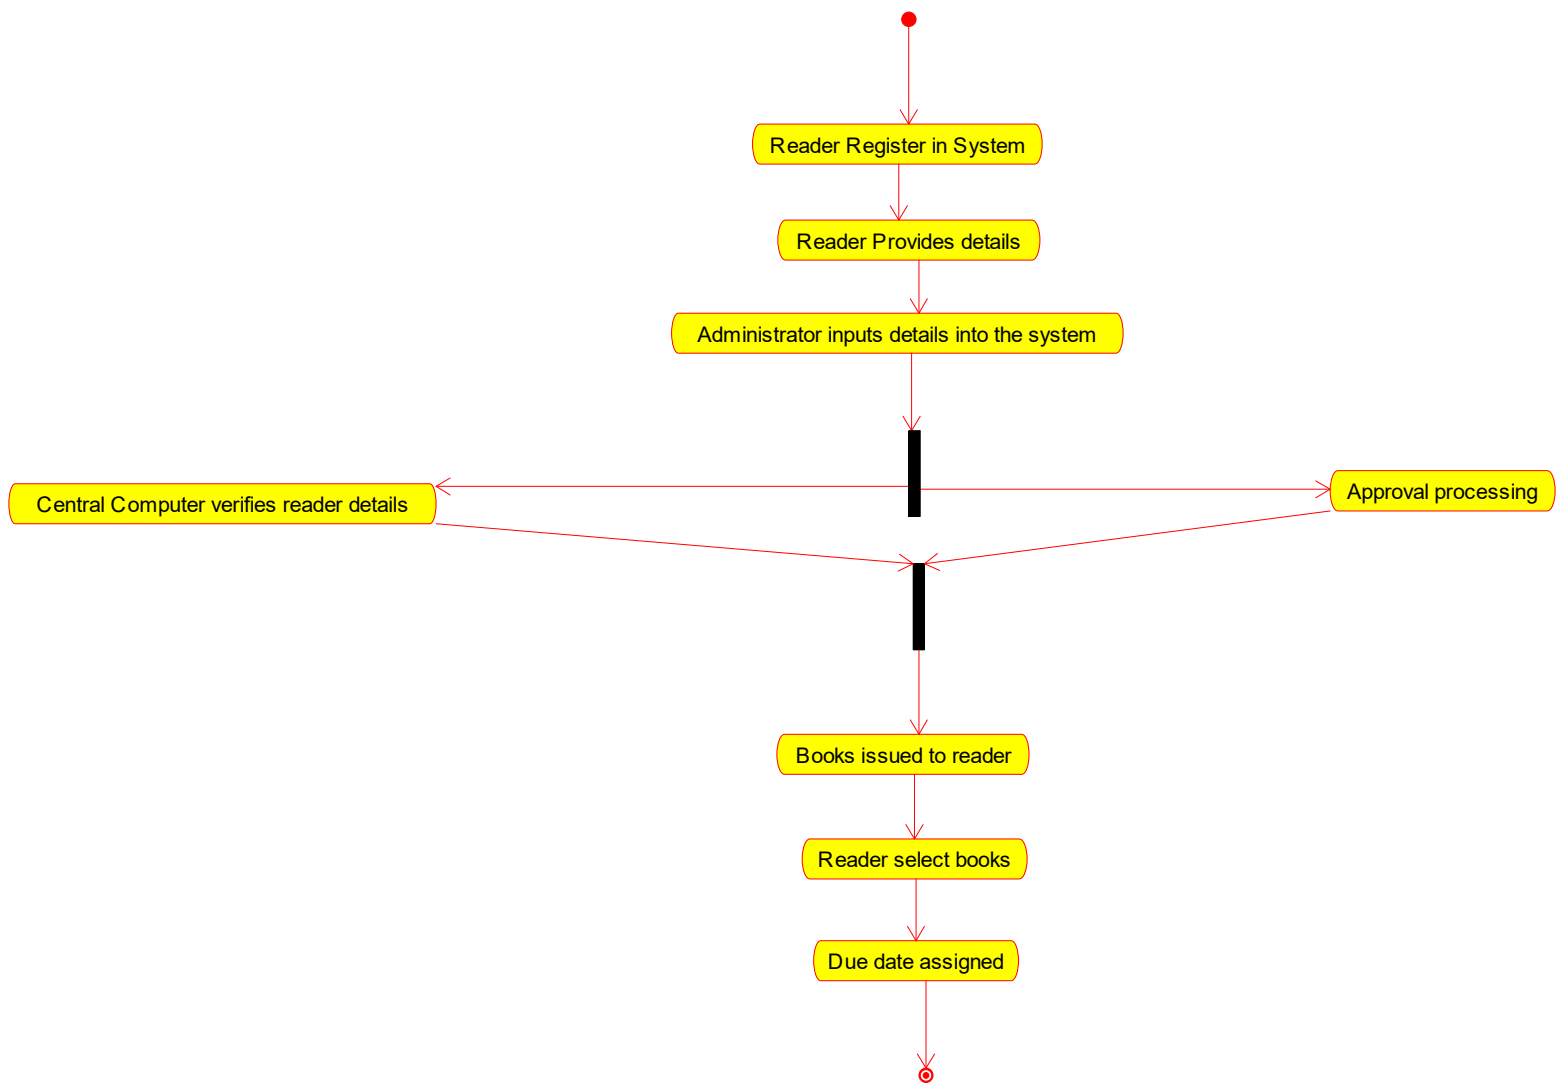 Reader Register in System
Reader Provides details
Administrator inputs details into the system
Central Computer verifies reader details
Approval processing
Books issued to reader
Reader select books
Due date assigned